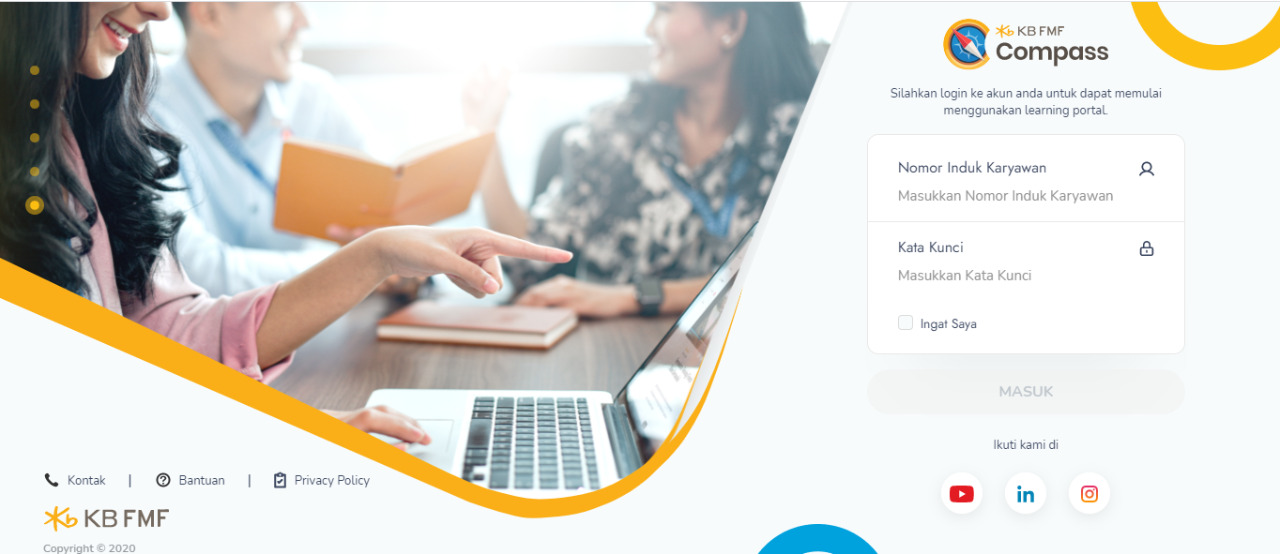 KB FMF
Compass
Silahkan login ke akun anda untuk dapat memulai
menggunakan learning portal.
Nomor Induk Karyawan
Masukkan Nomor Induk Karyawan
Kata Kunci
Masukkan Kata Kunci
Ingat Saya
MASUK
Ikuti kami di
in
Kontak | Bantuan | Privacy Policy
KB FMF
Copyright © 2020